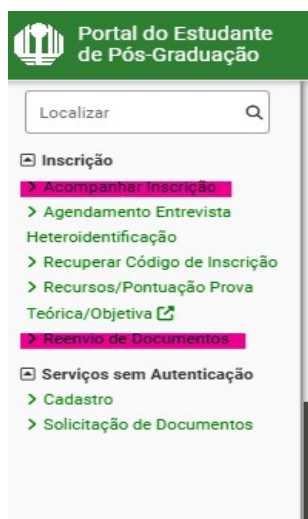 Portal do Estudante
de Pós-Graduação
Localizar
Inscrição
> Acompanhar Inscrição
> Agendamento Entrevista
Heteroidentificação
> Recuperar Código de Inscrição
> Recursos/Pontuação Prova
Teórica/Objetiva
> Reenvio de Documentos
Serviços sem Autenticação
> Cadastro
> Solicitação de Documentos